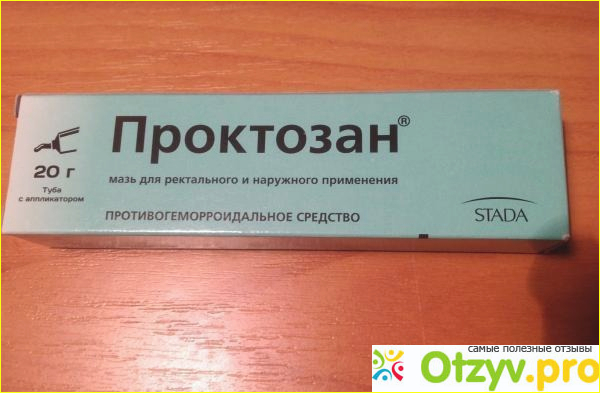 Проктозан®
20 г
Туба
с аппликатором
мазь для ректального и наружного применения
ПРОТИВОГЕМОРРОИДАЛЬНОЕ СРЕДСТВО
STADA
самые полезные отзывы
Otzyv.pro